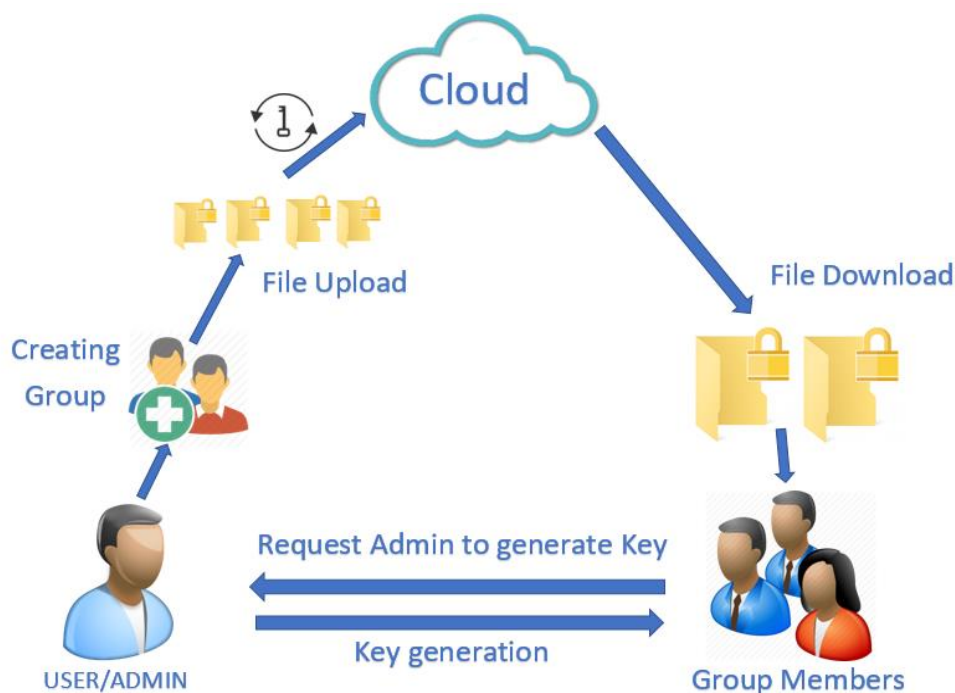 Cloud
File Upload
File Download
Creating
Group
Request Admin to generate Key
Key generation
USER/ADMIN
Group Members